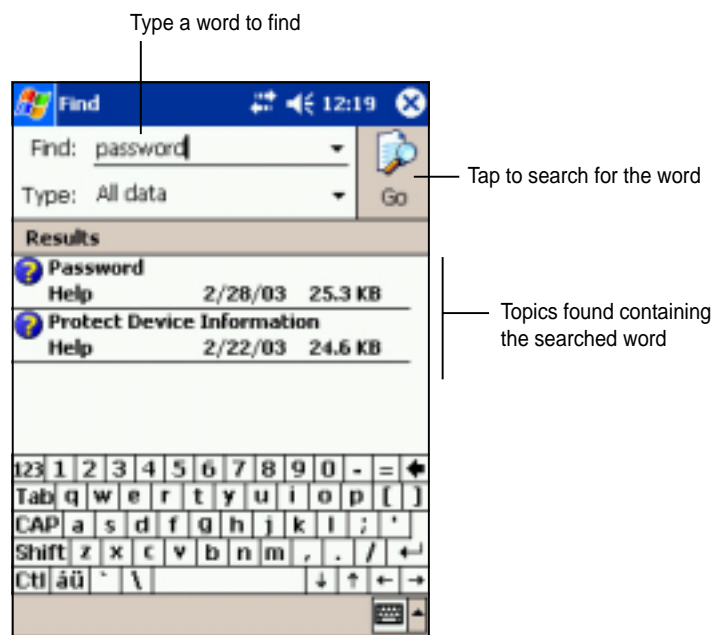 Type a word to find
Find 12:19
Find: password
Type: All data
Go
Tap to search for the word
Results
Password
Help 2/28/03 25.3 KB
Protect Device Information
Help 2/22/03 24.6 KB
Topics found containing
the searched word
123 1 2 3 4 5 6 7 8 9 0 - =
Tab q w e r t y u i o p [ ]
CAP a s d f g h j k l ; '
Shift z x c v b n m , . /
Ctl áü ` \